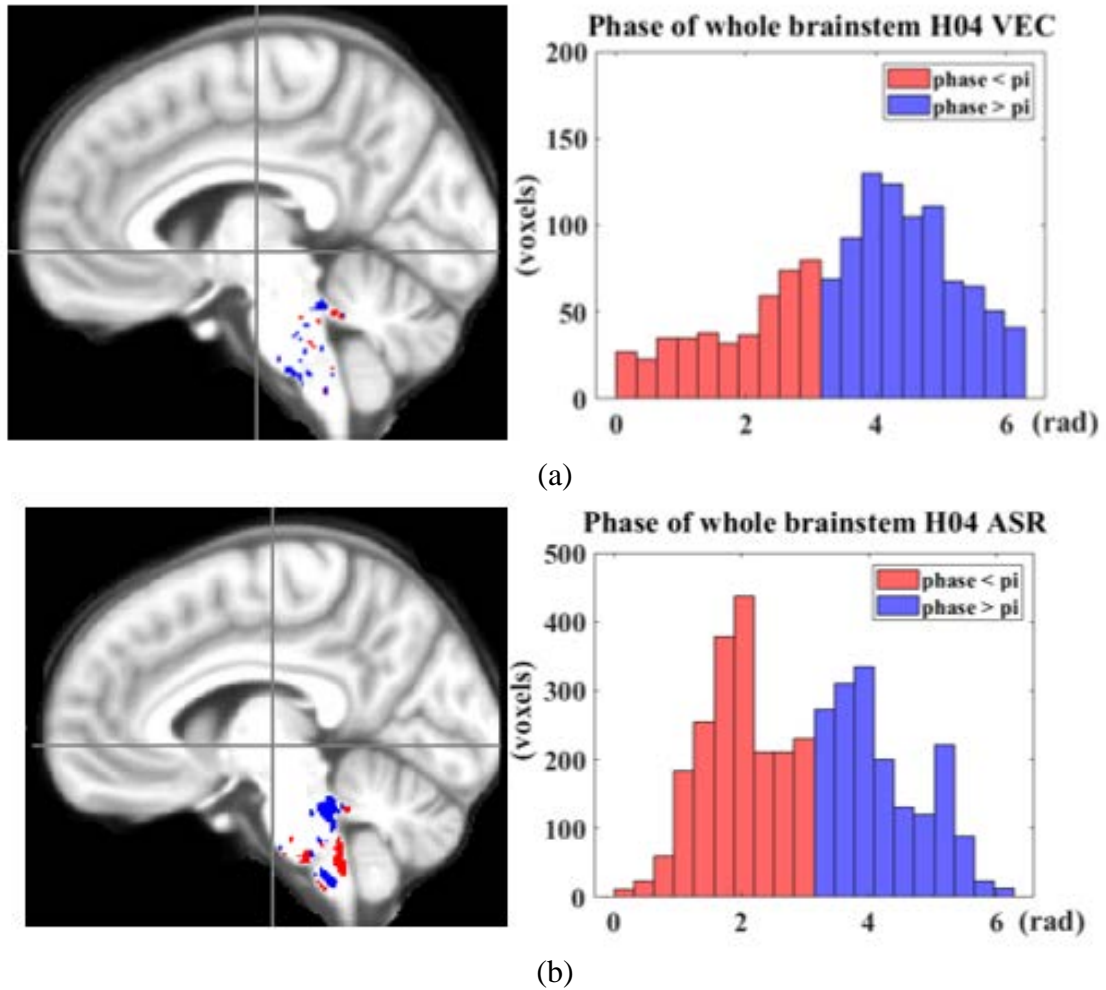 Phase of whole brainstem H04 VEC
200
150
100
50
0
(voxels)
phase < pi
phase > pi
0 2 4 6 (rad)
(a)
Phase of whole brainstem H04 ASR
500
400
300
200
100
0
(voxels)
phase < pi
phase > pi
0 2 4 6 (rad)
(b)